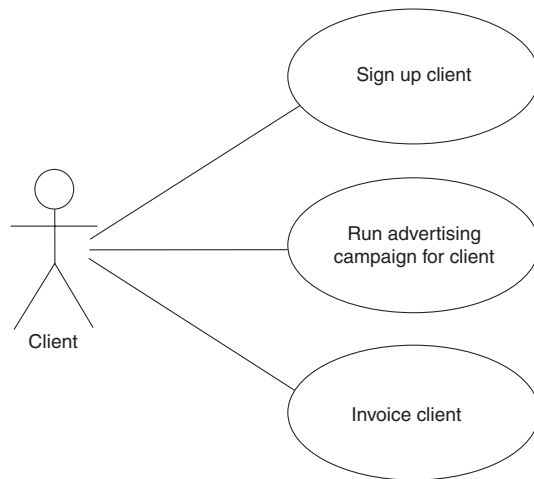 Sign up client
Run advertising
campaign for client
Client
Invoice client